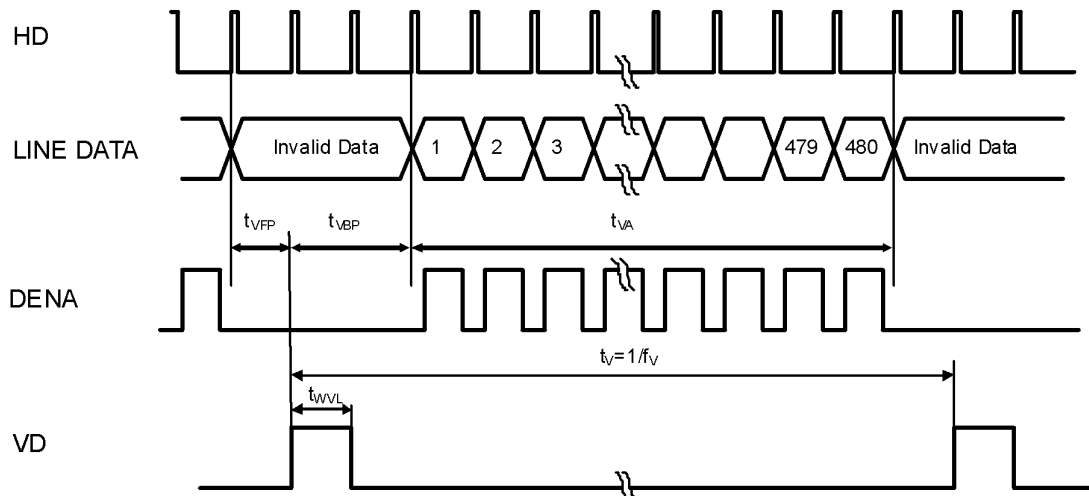 HD
LINE DATA
Invalid Data
1
2
3
479
480
Invalid Data
tVFP
tVBP
tVA
DENA
tV=1/fV
tWVL
VD